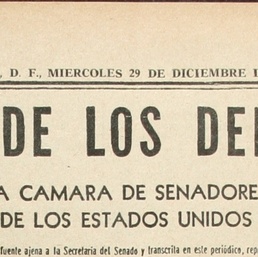 , D. F., MIERCOLES 29 DE DICIEMBRE D
DE LOS DE
A CAMARA DE SENADORE
DE LOS ESTADOS UNIDOS
fuente ajena a la Secretaría del Senado y transcrita en este periódico, rep